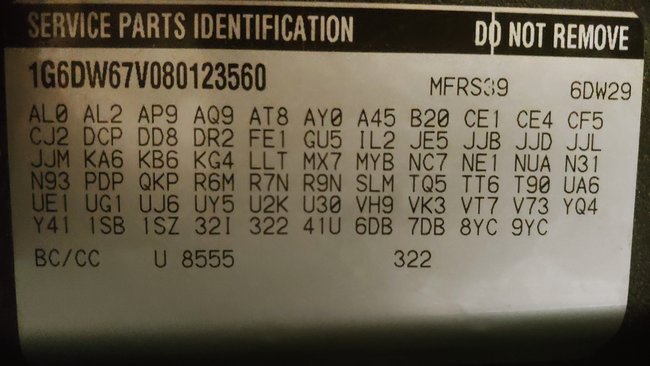 SERVICE PARTS IDENTIFICATION DO NOT REMOVE
1G6DW67V080123560 MFRS39 6DW29
AL0 AL2 AP9 AQ9 AT8 AY0 A45 B20 CE1 CE4 CF5
CJ2 DCP DD8 DR2 FE1 GU5 IL2 JE5 JJB JJD JJL
JJM KA6 KB6 KG4 LLT MX7 MYB NC7 NE1 NUA N31
N93 PDP QKP R6M R7N R9N SLM TQ5 TT6 T90 UA6
UE1 UG1 UJ6 UY5 U2K U30 VH9 VK3 VT7 V73 YQ4
Y41 1SB 1SZ 32I 322 41U 6DB 7DB 8YC 9YC
BC/CC U 8555 322